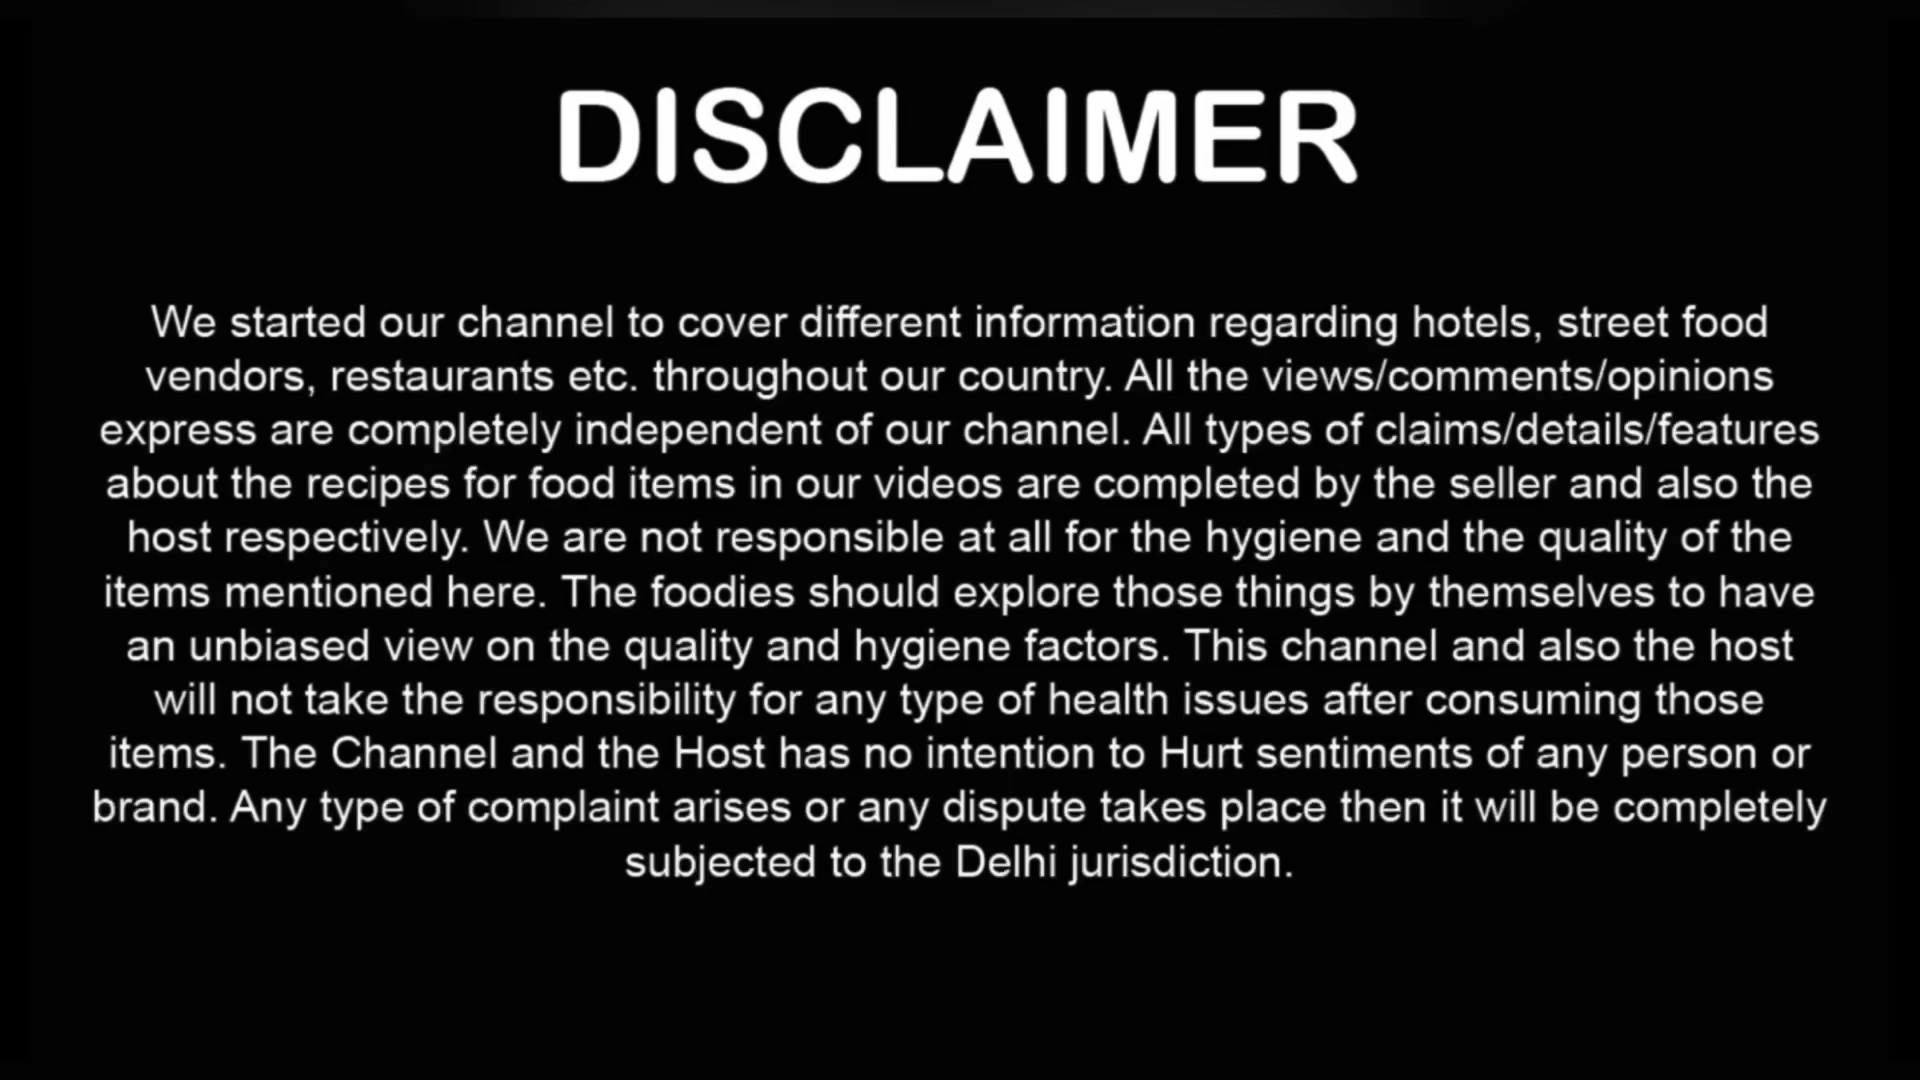 DISCLAIMER
We started our channel to cover different information regarding hotels, street food
vendors, restaurants etc. throughout our country. All the views/comments/opinions
express are completely independent of our channel. All types of claims/details/features
about the recipes for food items in our videos are completed by the seller and also the
host respectively. We are not responsible at all for the hygiene and the quality of the
items mentioned here. The foodies should explore those things by themselves to have
an unbiased view on the quality and hygiene factors. This channel and also the host
will not take the responsibility for any type of health issues after consuming those
items. The Channel and the Host has no intention to Hurt sentiments of any person or
brand. Any type of complaint arises or any dispute takes place then it will be completely
subjected to the Delhi jurisdiction.